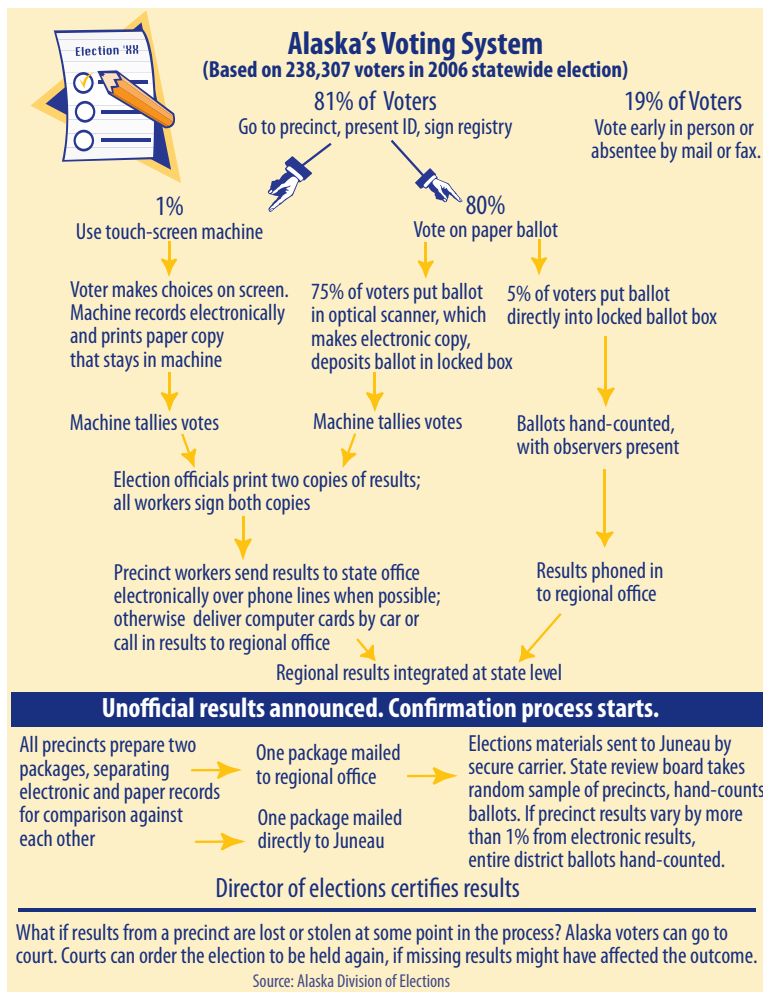 Election 'XX
Alaska's Voting System
(Based on 238,307 voters in 2006 statewide election)
81% of Voters
Go to precinct, present ID, sign registry
19% of Voters
Vote early in person or
absentee by mail or fax.
1%
Use touch-screen machine
80%
Vote on paper ballot
Voter makes choices on screen.
Machine records electronically
and prints paper copy
that stays in machine
75% of voters put ballot
in optical scanner, which
makes electronic copy,
deposits ballot in locked box
5% of voters put ballot
directly into locked ballot box
Machine tallies votes
Machine tallies votes
Ballots hand-counted,
with observers present
Election officials print two copies of results;
all workers sign both copies
Precinct workers send results to state office
electronically over phone lines when possible;
otherwise deliver computer cards by car or
call in results to regional office
Results phoned in
to regional office
Regional results integrated at state level
Unofficial results announced. Confirmation process starts.
All precincts prepare two
packages, separating
electronic and paper records
for comparison against
each other
One package mailed
to regional office
One package mailed
directly to Juneau
Elections materials sent to Juneau by
secure carrier. State review board takes
random sample of precincts, hand-counts
ballots. If precinct results vary by more
than 1% from electronic results,
entire district ballots hand-counted.
Director of elections certifies results
What if results from a precinct are lost or stolen at some point in the process? Alaska voters can go to
court. Courts can order the election to be held again, if missing results might have affected the outcome.
Source: Alaska Division of Elections